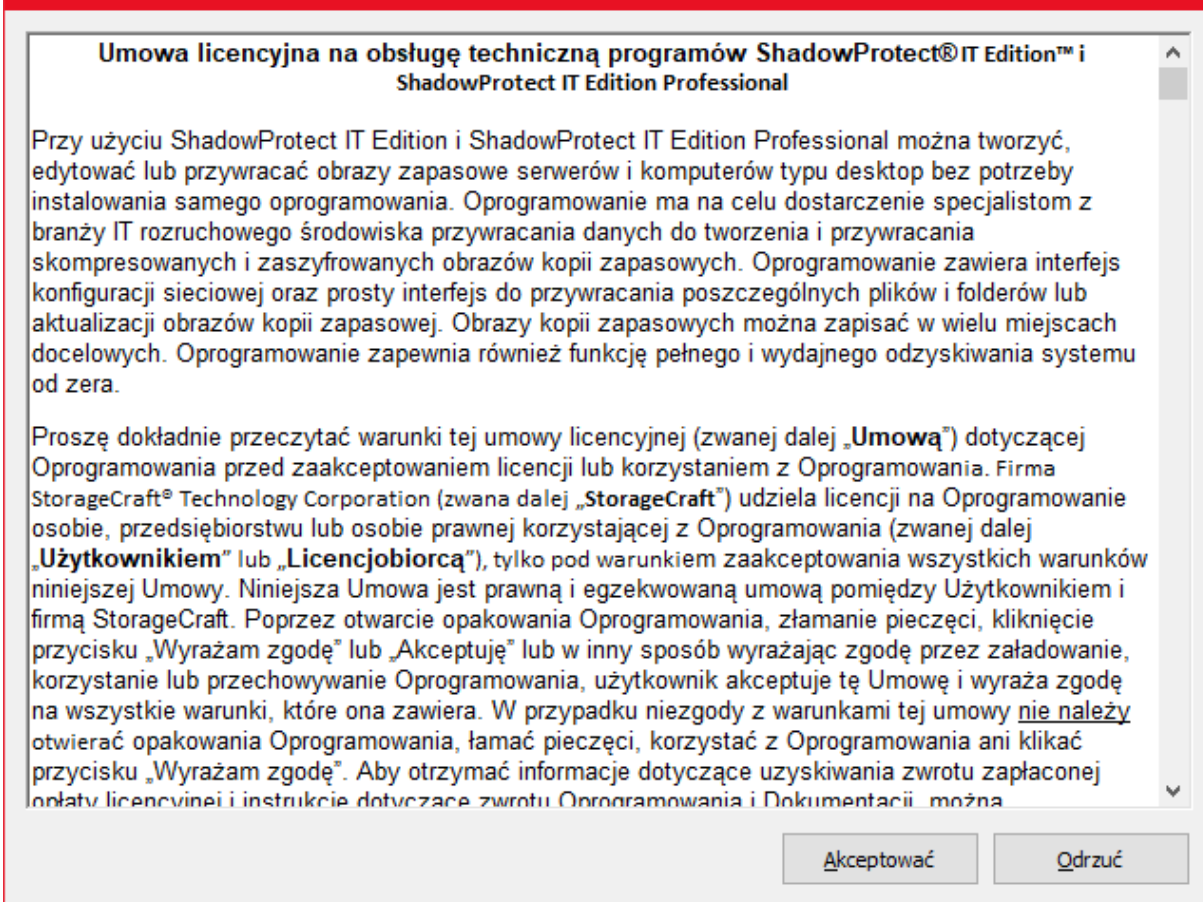 Umowa licencyjna na obsługę techniczną programów ShadowProtect® IT Edition™ i
ShadowProtect IT Edition Professional
Przy użyciu ShadowProtect IT Edition i ShadowProtect IT Edition Professional można tworzyć,
edytować lub przywracać obrazy zapasowe serwerów i komputerów typu desktop bez potrzeby
instalowania samego oprogramowania. Oprogramowanie ma na celu dostarczenie specjalistom z
branży IT rozruchowego środowiska przywracania danych do tworzenia i przywracania
skompresowanych i zaszyfrowanych obrazów kopii zapasowych. Oprogramowanie zawiera interfejs
konfiguracji sieciowej oraz prosty interfejs do przywracania poszczególnych plików i folderów lub
aktualizacji obrazów kopii zapasowej. Obrazy kopii zapasowych można zapisać w wielu miejscach
docelowych. Oprogramowanie zapewnia również funkcję pełnego i wydajnego odzyskiwania systemu
od zera.
Proszę dokładnie przeczytać warunki tej umowy licencyjnej (zwanej dalej „Umową”) dotyczącej
Oprogramowania przed zaakceptowaniem licencji lub korzystaniem z Oprogramowania. Firma
StorageCraft® Technology Corporation (zwana dalej „StorageCraft”) udziela licencji na Oprogramowanie
osobie, przedsiębiorstwu lub osobie prawnej korzystającej z Oprogramowania (zwanej dalej
„Użytkownikiem” lub „Licencjobiorcą”), tylko pod warunkiem zaakceptowania wszystkich warunków
niniejszej Umowy. Niniejsza Umowa jest prawną i egzekwowaną umową pomiędzy Użytkownikiem i
firmą StorageCraft. Poprzez otwarcie opakowania Oprogramowania, złamanie pieczęci, kliknięcie
przycisku „Wyrażam zgodę” lub „Akceptuję” lub w inny sposób wyrażając zgodę przez załadowanie,
korzystanie lub przechowywanie Oprogramowania, użytkownik akceptuje tę Umowę i wyraża zgodę
na wszystkie warunki, które ona zawiera. W przypadku niezgody z warunkami tej umowy nie należy
otwierać opakowania Oprogramowania, łamać pieczęci, korzystać z Oprogramowania ani klikać
przycisku „Wyrażam zgodę”. Aby otrzymać informacje dotyczące uzyskiwania zwrotu zapłaconej
opłaty licencyjnej i instrukcje dotyczące zwrotu Oprogramowania i Dokumentacji, można
Akceptować
Odrzuć